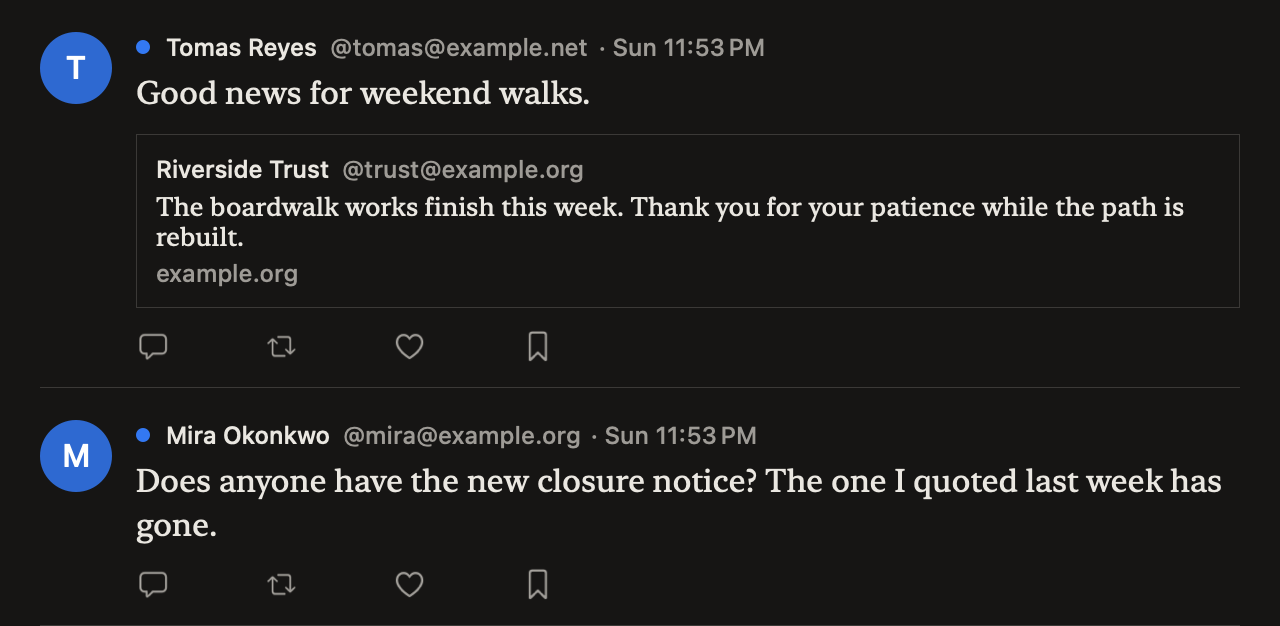 T
Tomas Reyes @tomas@example.net · Sun 11:53 PM
Good news for weekend walks.
Riverside Trust @trust@example.org
The boardwalk works finish this week. Thank you for your patience while the path is
rebuilt.
example.org
M
Mira Okonkwo @mira@example.org · Sun 11:53 PM
Does anyone have the new closure notice? The one I quoted last week has
gone.